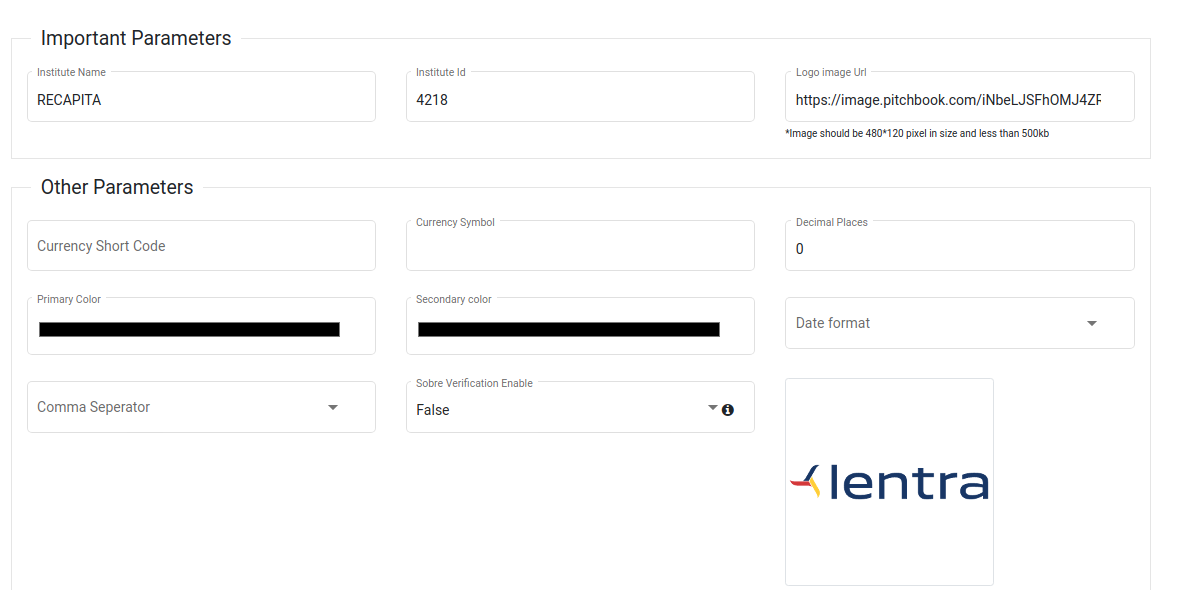 Important Parameters
Institute Name
Institute Id
Logo image Url
RECAPITA
4218
https://image.pitchbook.com/iNbeLJSFhOMJ4ZF
*Image should be 480*120 pixel in size and less than 500kb
Other Parameters
Currency Short Code
Currency Symbol
Decimal Places
0
Primary Color
Secondary color
Date format
Comma Seperator
Sobre Verification Enable
False
lentra